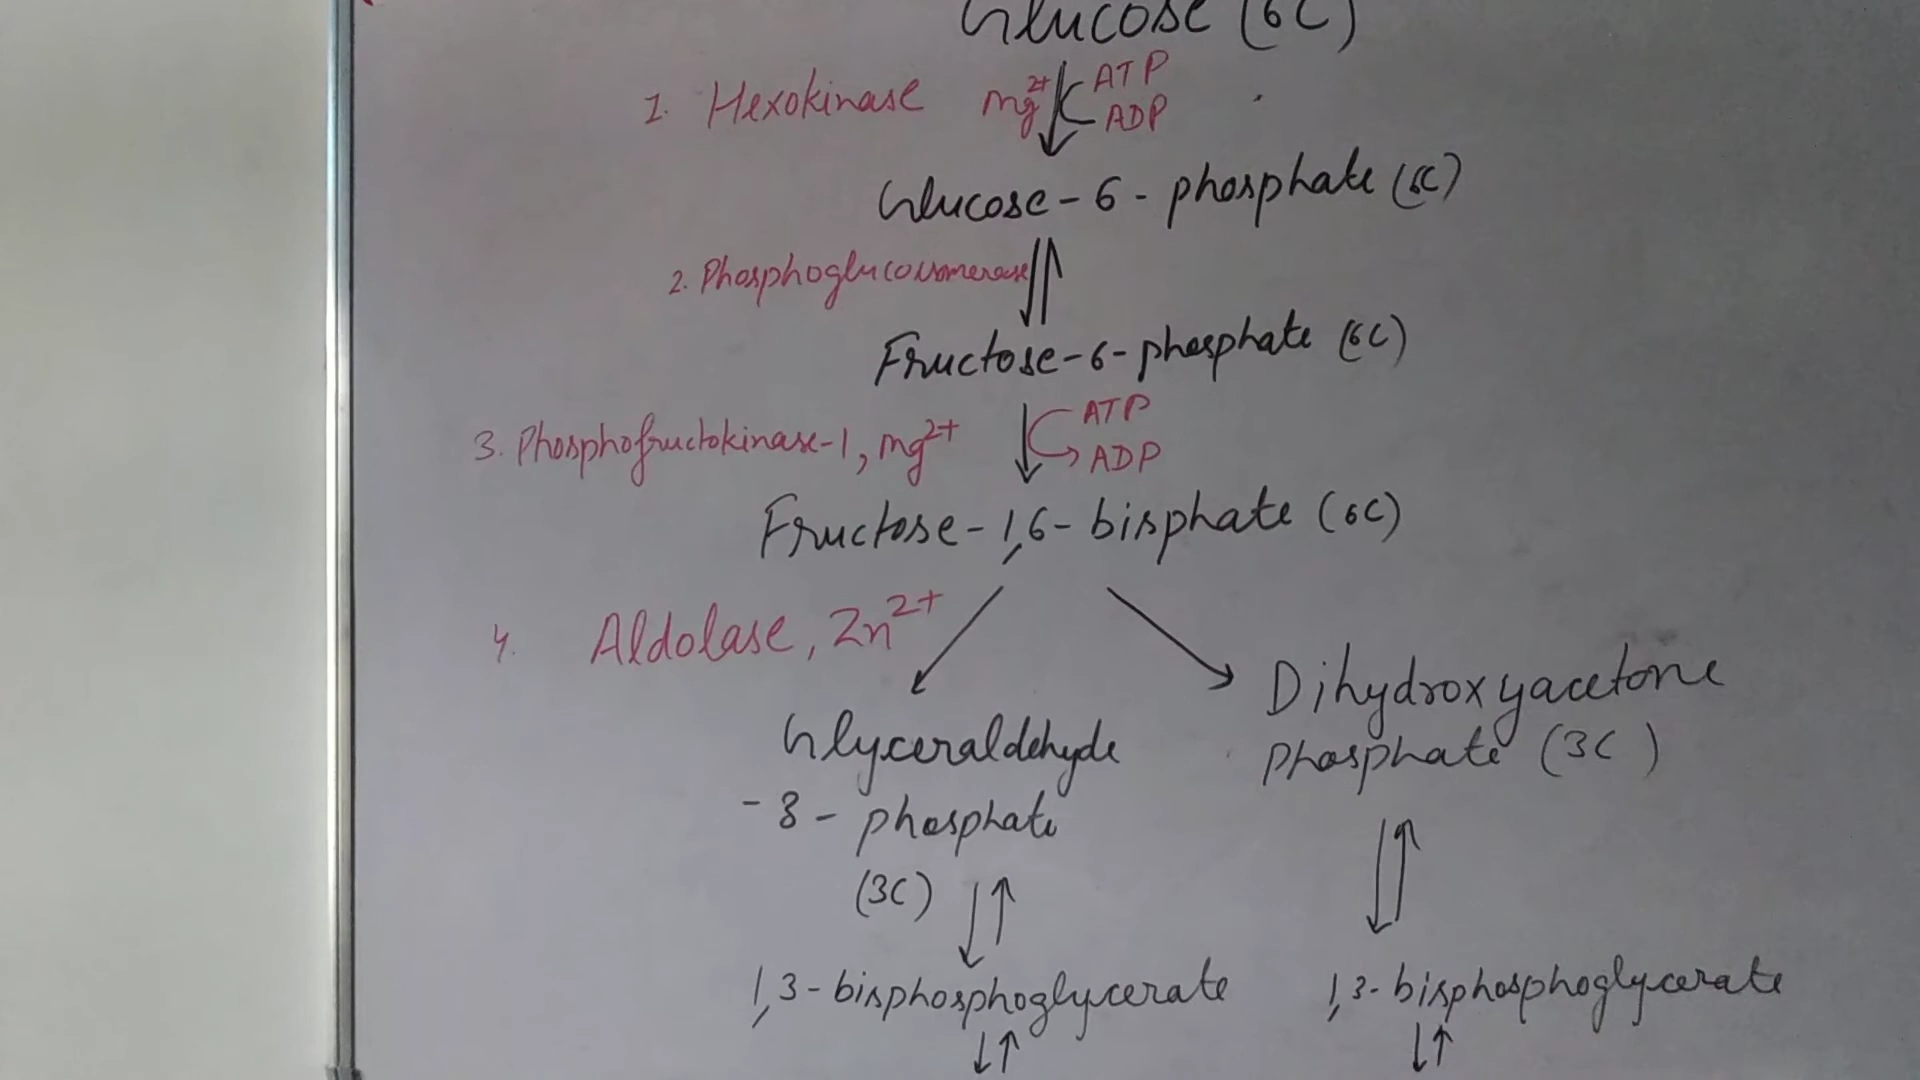 Glucose (6C)
1. Hexokinase mg2+ ATP
ADP
Glucose-6-phosphate (6C)
2. Phosphoglucoisomerase
Fructose-6-phosphate (6C)
ATP
3. Phosphofructokinase-1, mg2+
ADP
Fructose-1,6-bisphate (6C)
4. Aldolase, Zn2+
Glyceraldehyde
-3-phosphate
(3C)
Dihydroxyacetone
phosphate (3C)
1,3-bisphosphoglycerate
1,3-bisphosphoglycerate